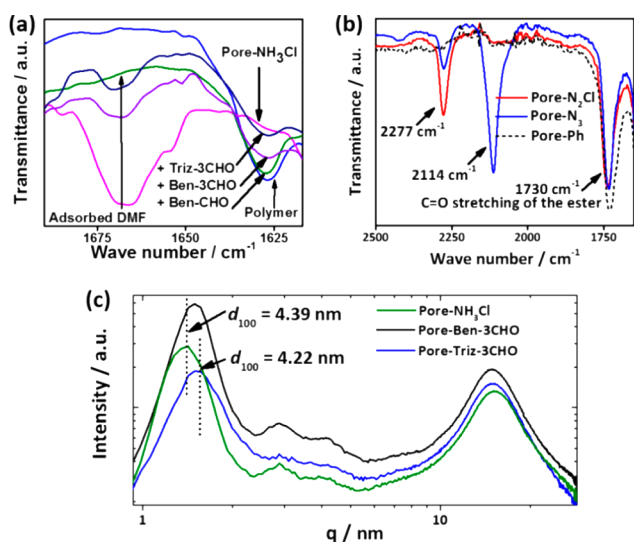 (a)
Transmittance / a.u.
Pore-NH3Cl
+ Triz-3CHO
+ Ben-3CHO
+ Ben-CHO
Adsorbed DMF
Polymer
1675 1650 1625
Wave number / cm-1
(b)
Transmittance / a.u.
2277 cm-1
2114 cm-1
Pore-N2Cl
Pore-N3
Pore-Ph
1730 cm-1
C=O stretching of the ester
2500 2250 2000 1750
Wave number / cm-1
(c)
Intensity / a.u.
d100 = 4.39 nm
d100 = 4.22 nm
Pore-NH3Cl
Pore-Ben-3CHO
Pore-Triz-3CHO
1 10
q / nm